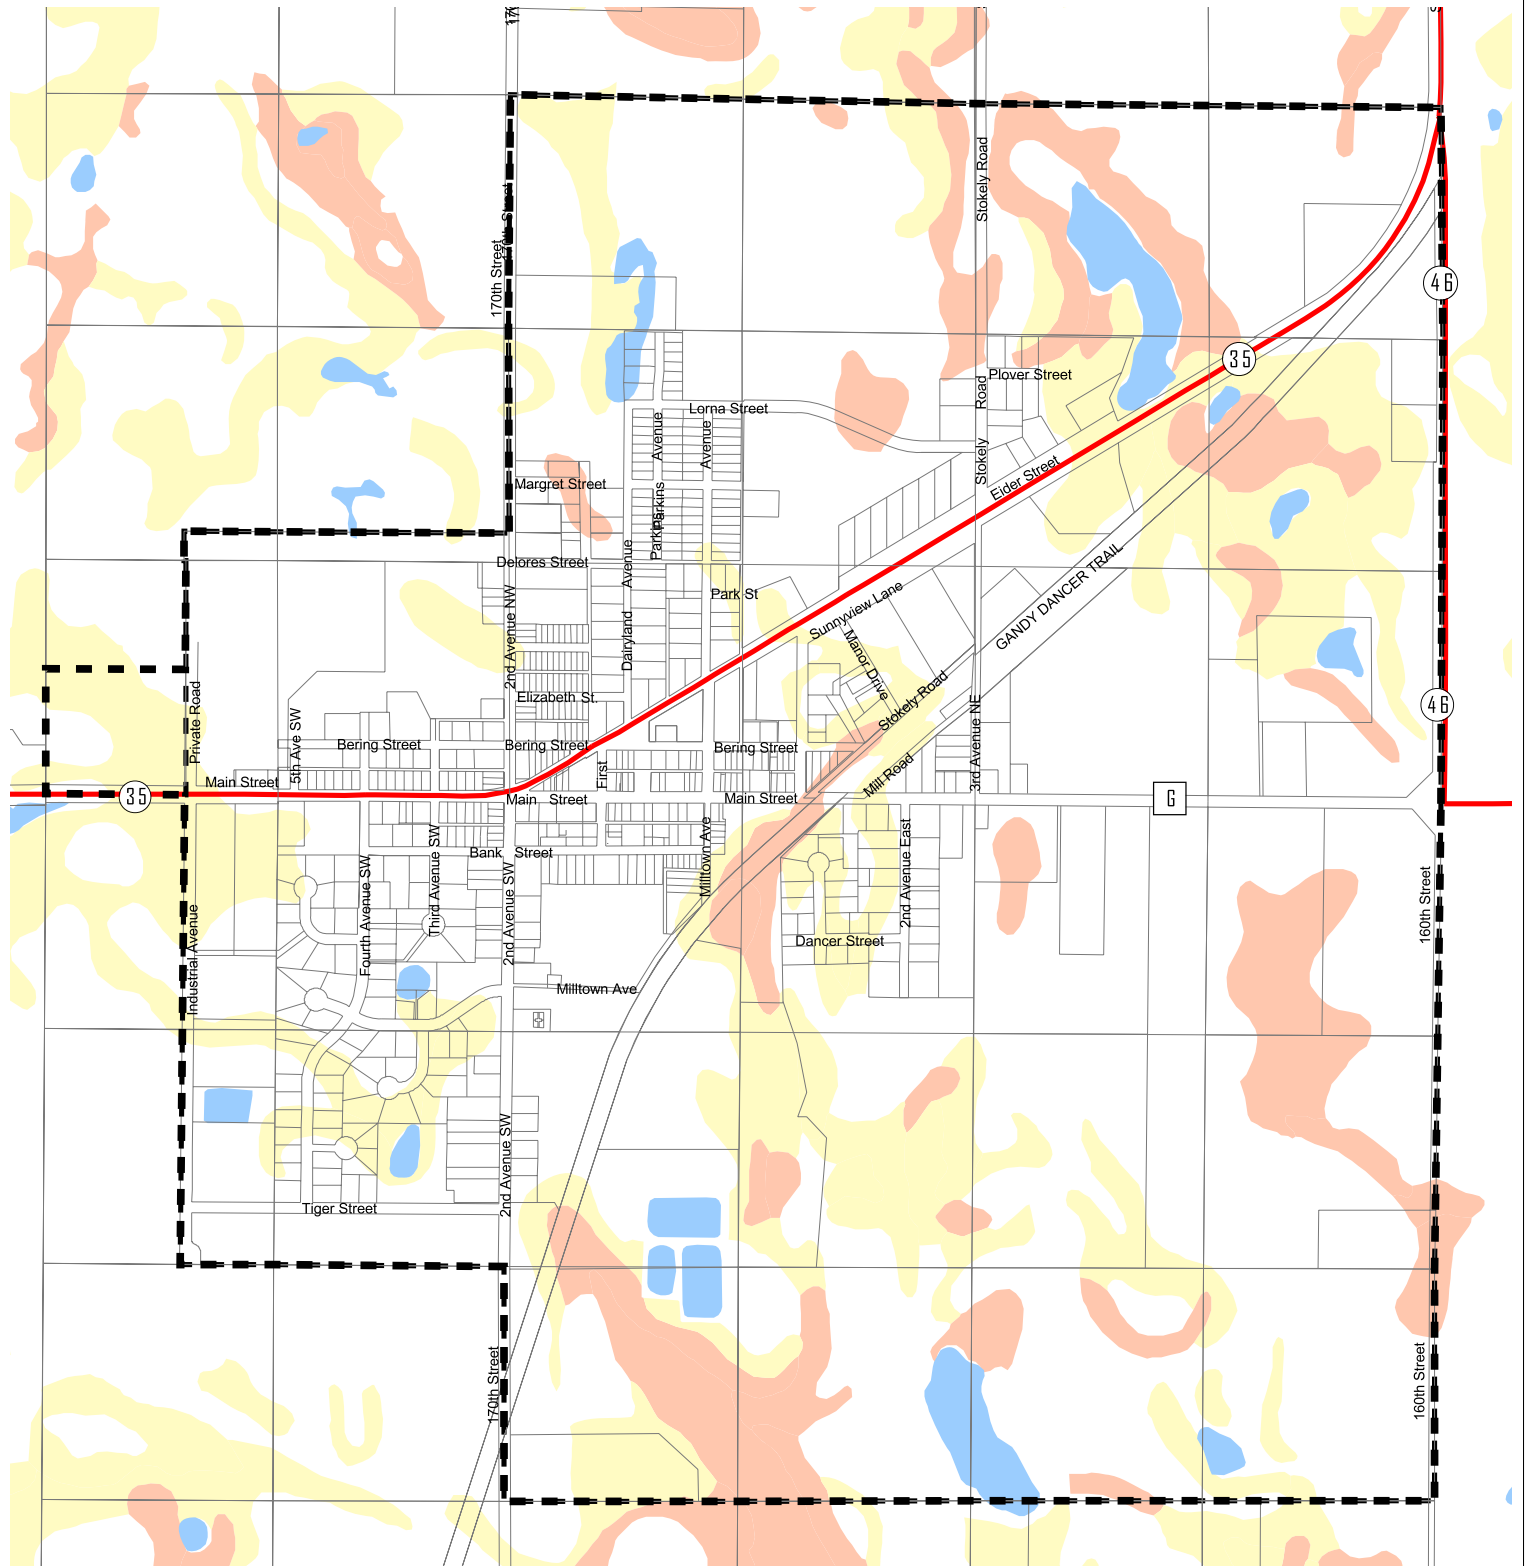 Stokely Road
170th Street
170th Street
46
35
Plover Street
Road
Stokely
Lorna Street
Avenue
Avenue
Eider Street
Margret Street
Parkins
Parkins
Delores Street
Avenue
GANDY DANCER TRAIL
Park St
2nd Avenue NW
Sunnyview Lane
Dairyland
Manor Drive
Elizabeth St.
Stokely Road
46
Private Road
5th Ave SW
Bering Street
Bering Street
Bering Street
3rd Avenue NE
First
Mill Road
Main Street
35
Main Street
Main Street
G
Bank Street
Third Avenue SW
Milltown Ave
2nd Avenue East
Fourth Avenue SW
2nd Avenue SW
160th Street
Industrial Avenue
Dancer Street
Milltown Ave
2nd Avenue SW
Tiger Street
170th Street
160th Street